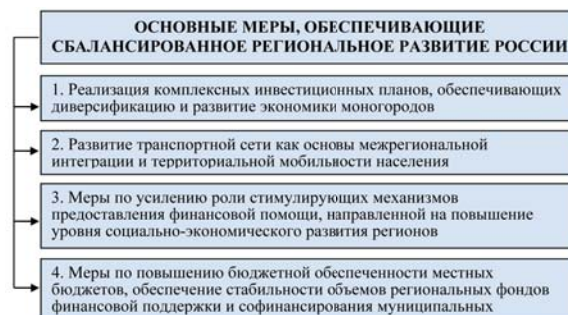 ОСНОВНЫЕ МЕРЫ, ОБЕСПЕЧИВАЮЩИЕ
СБАЛАНСИРОВАННОЕ РЕГИОНАЛЬНОЕ РАЗВИТИЕ РОССИИ
1. Реализация комплексных инвестиционных планов, обеспечивающих
диверсификацию и развитие экономики моногородов
2. Развитие транспортной сети как основы межрегиональной
интеграции и территориальной мобильности населения
3. Меры по усилению роли стимулирующих механизмов
предоставления финансовой помощи, направленной на повышение
уровня социально-экономического развития регионов
4. Меры по повышению бюджетной обеспеченности местных
бюджетов, обеспечение стабильности объемов региональных фондов
финансовой поддержки и софинансирования муниципальных